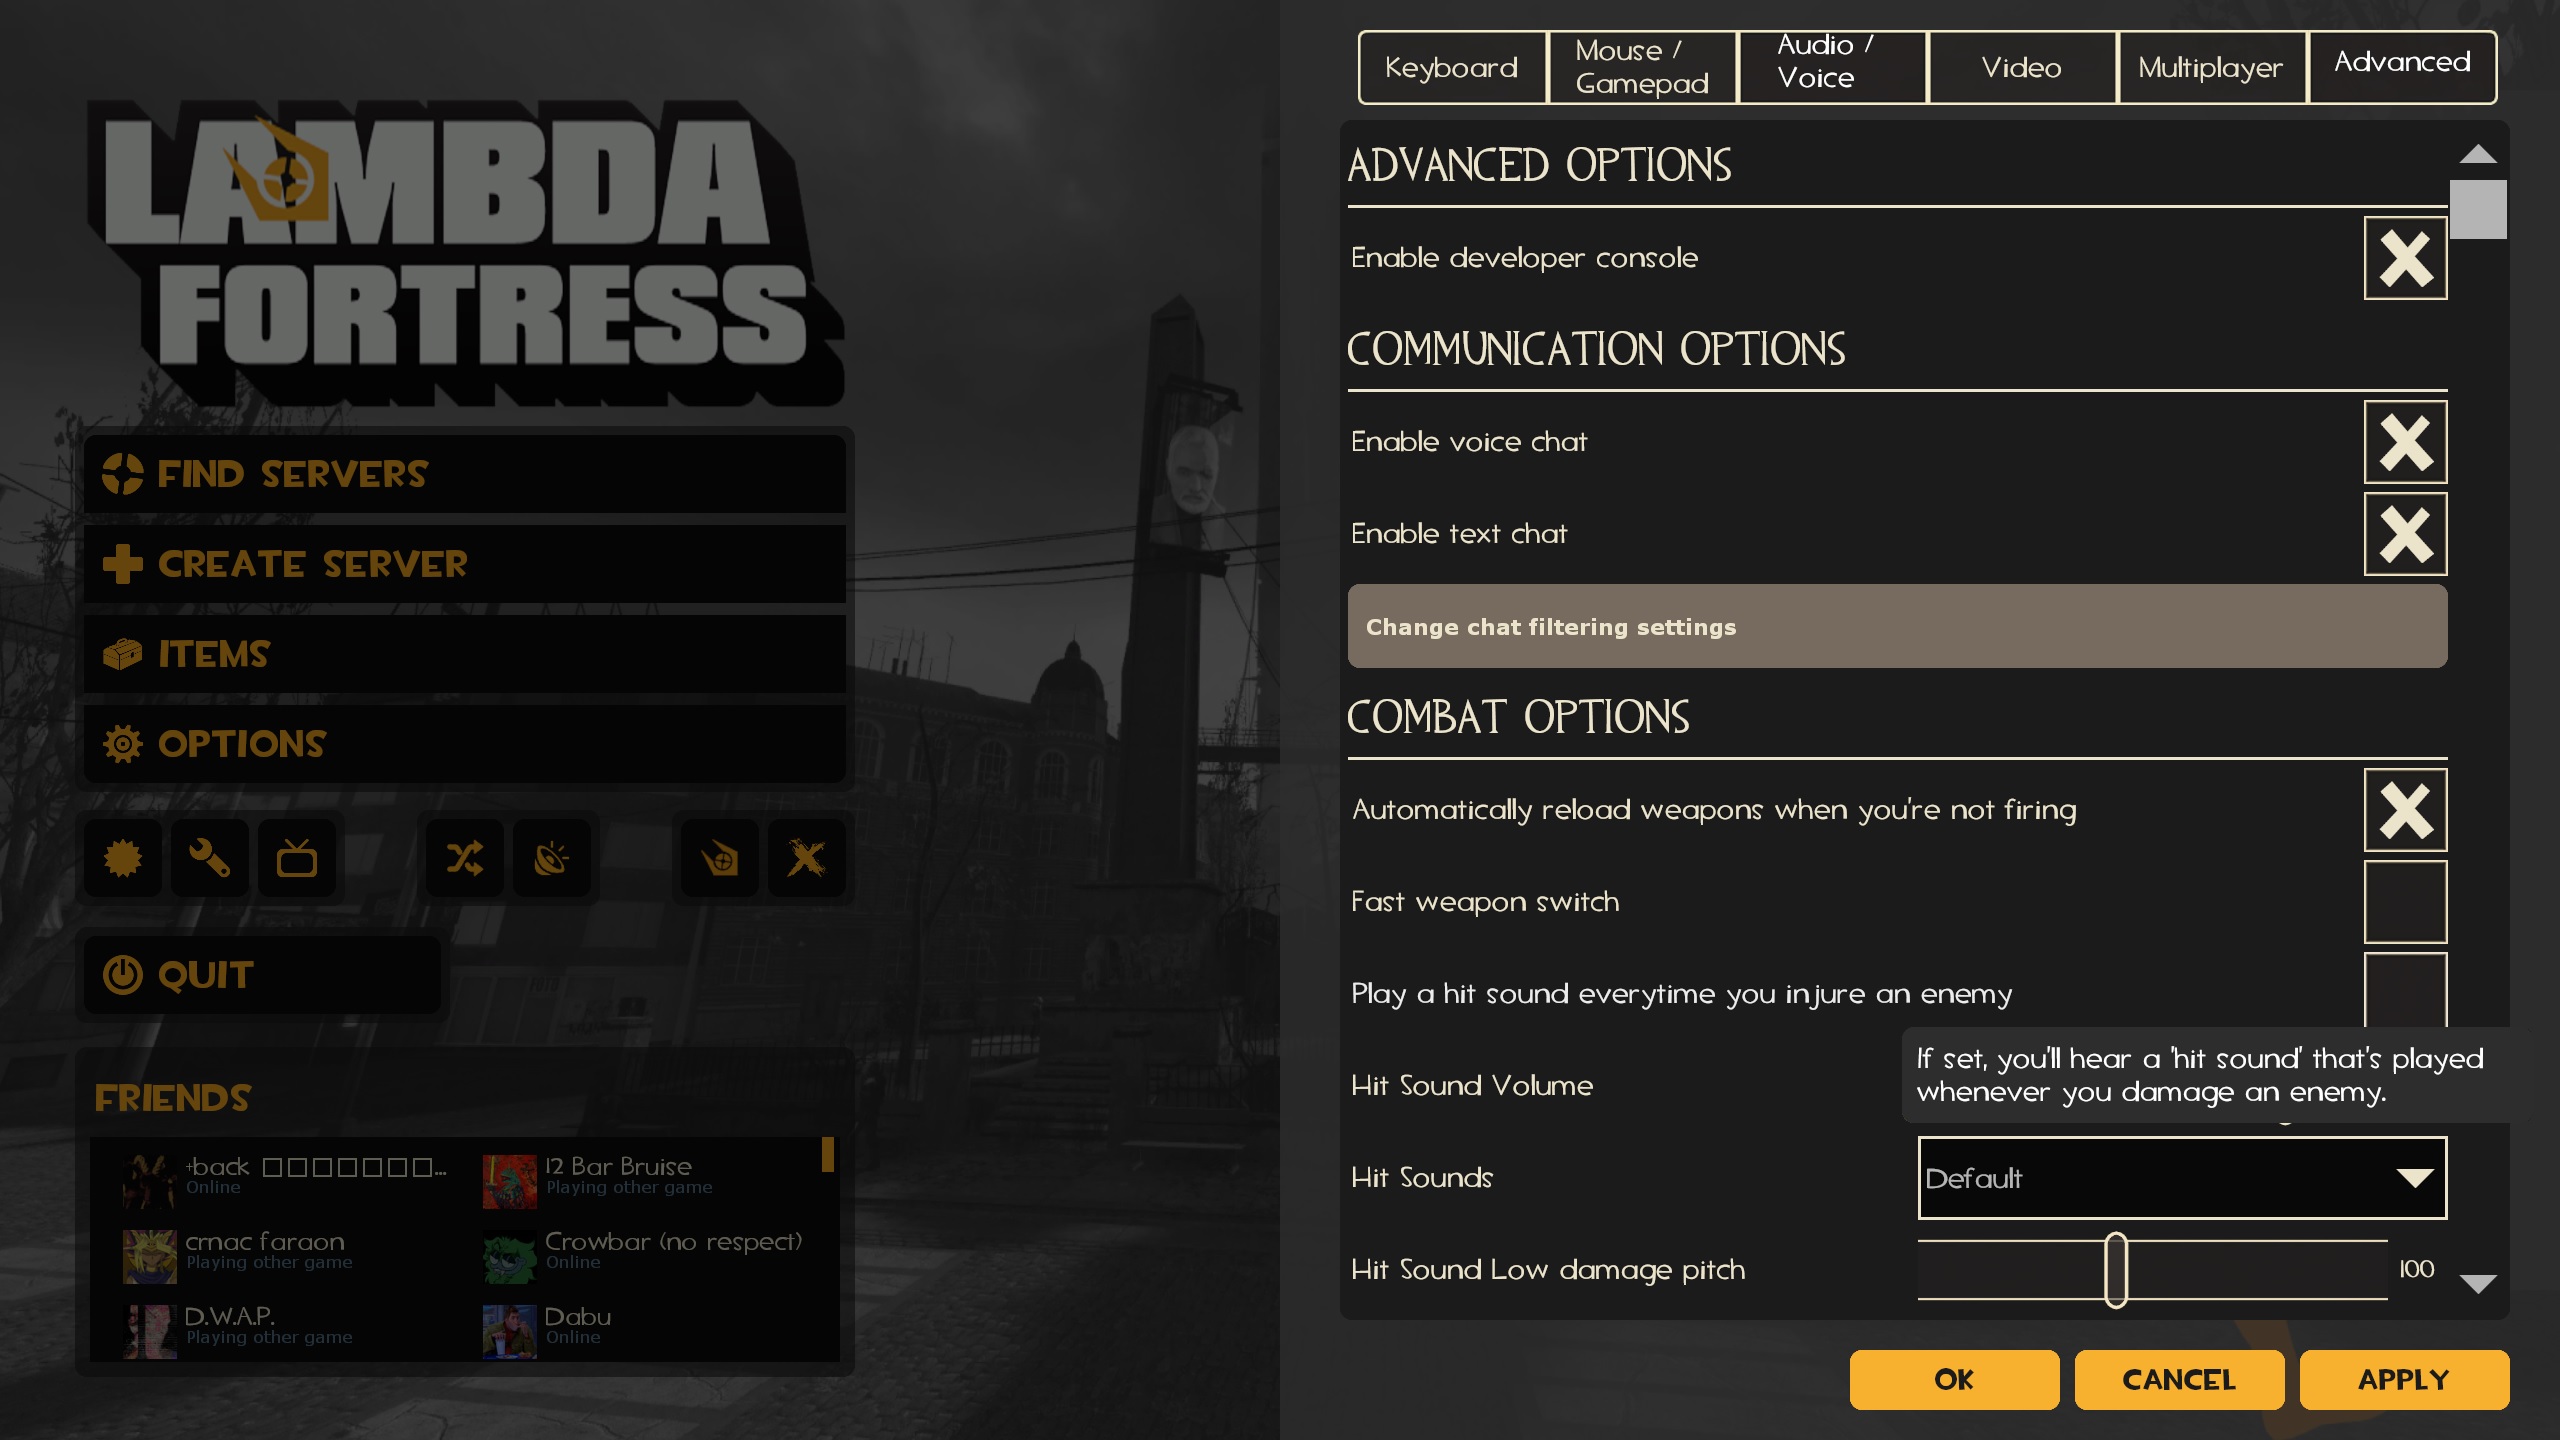 LAMBDA
FORTRESS
FIND SERVERS
CREATE SERVER
ITEMS
OPTIONS
QUIT
FRIENDS
+back □□□□□□□...
Online
12 Bar Bruise
Playing other game
crnac faraon
Playing other game
Crowbar (no respect)
Online
D.W.A.P.
Playing other game
Dabu
Online
Keyboard
Mouse /
Gamepad
Audio /
Voice
Video
Multiplayer
Advanced
ADVANCED OPTIONS
Enable developer console
COMMUNICATION OPTIONS
Enable voice chat
Enable text chat
Change chat filtering settings
COMBAT OPTIONS
Automatically reload weapons when you're not firing
Fast weapon switch
Play a hit sound everytime you injure an enemy
If set, you'll hear a 'hit sound' that's played
whenever you damage an enemy.
Hit Sound Volume
Hit Sounds
Default
Hit Sound Low damage pitch
100
OK
CANCEL
APPLY